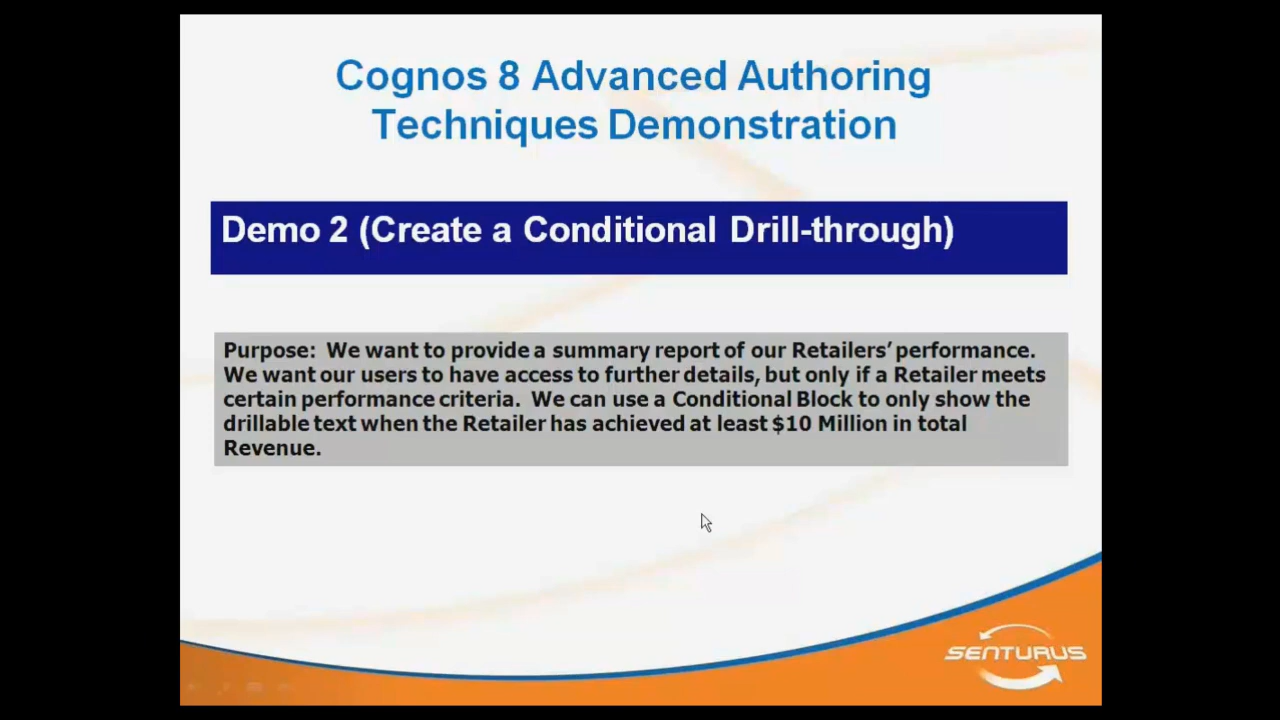 Cognos 8 Advanced Authoring
Techniques Demonstration
Demo 2 (Create a Conditional Drill-through)
Purpose:  We want to provide a summary report of our Retailers’ performance.
We want our users to have access to further details, but only if a Retailer meets
certain performance criteria.  We can use a Conditional Block to only show the
drillable text when the Retailer has achieved at least $10 Million in total
Revenue.
SENTURUS